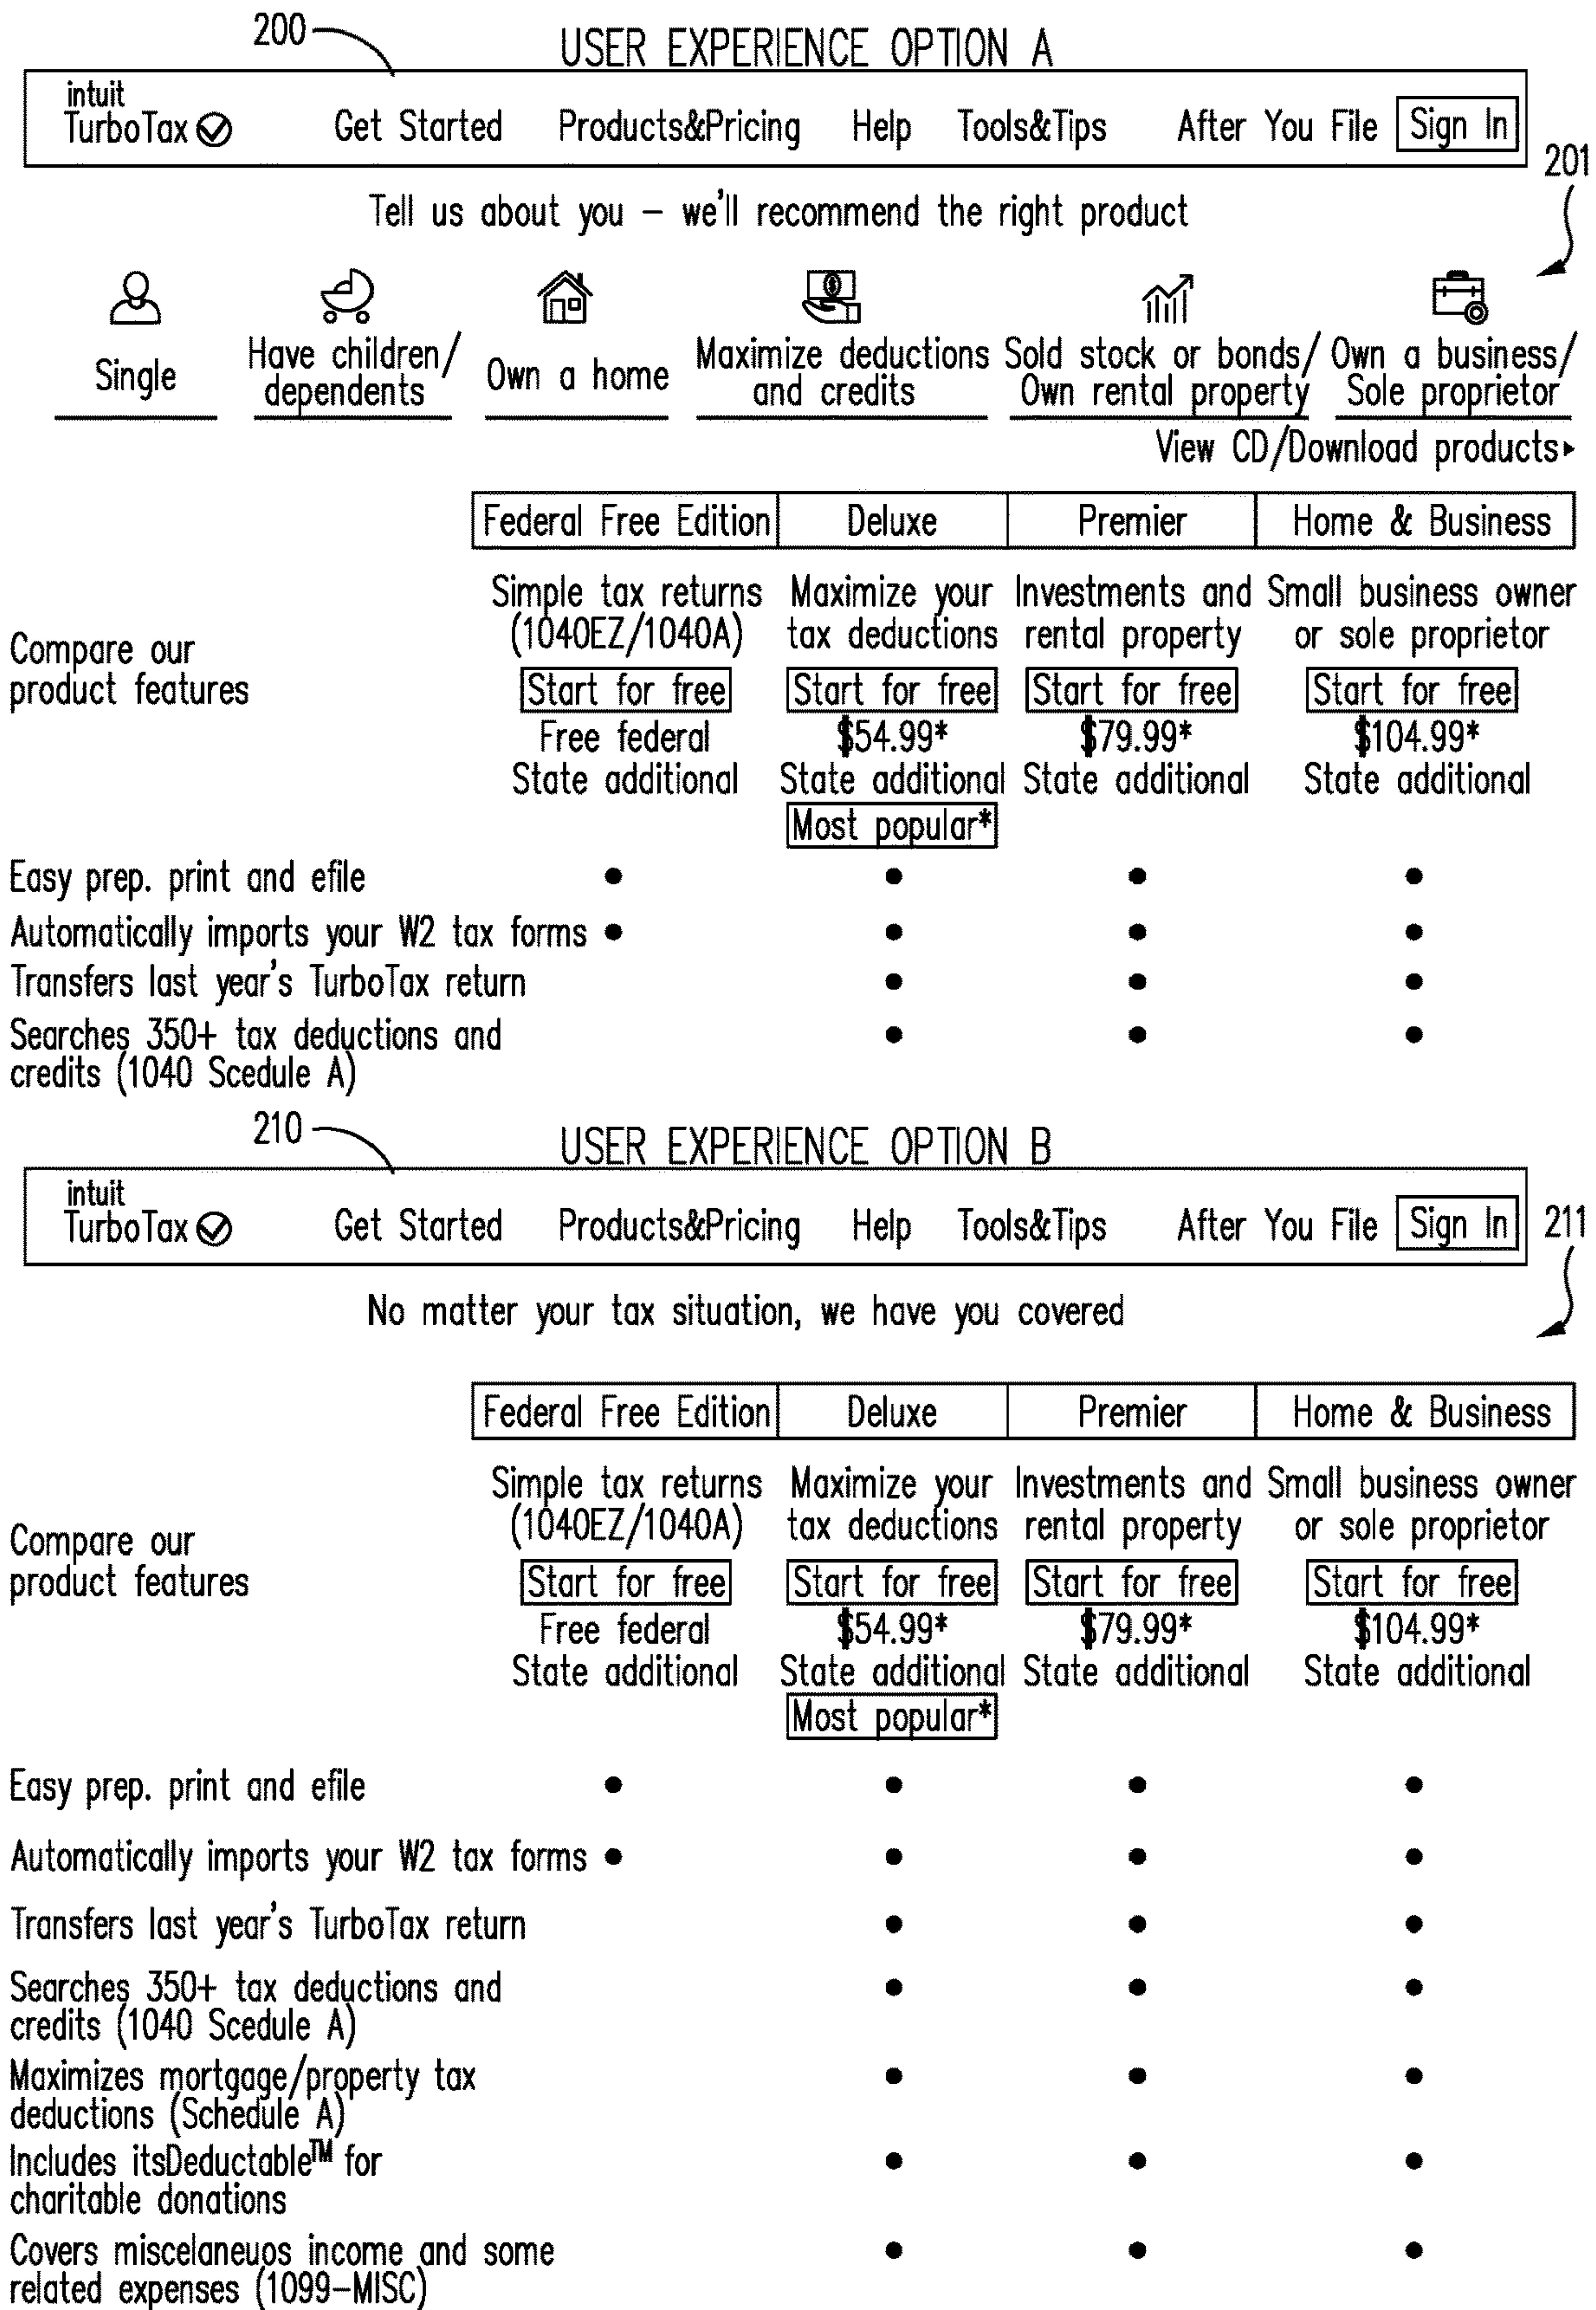 200
USER EXPERIENCE OPTION A
intuit
TurboTax Get Started Products&Pricing Help Tools&Tips After You File Sign In
201
Tell us about you – we'll recommend the right product
Single
Have children/
dependents
Own a home
Maximize deductions
and credits
Sold stock or bonds/
Own rental property
Own a business/
Sole proprietor
View CD/Download products▸
Federal Free Edition Deluxe Premier Home & Business
Compare our
product features
Simple tax returns
(1040EZ/1040A)
Start for free
Free federal
State additional
Maximize your
tax deductions
Start for free
$54.99*
State additional
Most popular*
Investments and
rental property
Start for free
$79.99*
State additional
Small business owner
or sole proprietor
Start for free
$104.99*
State additional
Easy prep. print and efile • • • •
Automatically imports your W2 tax forms • • • •
Transfers last year's TurboTax return • • •
Searches 350+ tax deductions and • • •
credits (1040 Scedule A)
210
USER EXPERIENCE OPTION B
intuit
TurboTax Get Started Products&Pricing Help Tools&Tips After You File Sign In
211
No matter your tax situation, we have you covered
Federal Free Edition Deluxe Premier Home & Business
Compare our
product features
Simple tax returns
(1040EZ/1040A)
Start for free
Free federal
State additional
Maximize your
tax deductions
Start for free
$54.99*
State additional
Most popular*
Investments and
rental property
Start for free
$79.99*
State additional
Small business owner
or sole proprietor
Start for free
$104.99*
State additional
Easy prep. print and efile • • • •
Automatically imports your W2 tax forms • • • •
Transfers last year's TurboTax return • • •
Searches 350+ tax deductions and • • •
credits (1040 Scedule A)
Maximizes mortgage/property tax • • •
deductions (Schedule A)
Includes itsDeductable™ for • • •
charitable donations
Covers miscelaneuos income and some • • •
related expenses (1099–MISC)